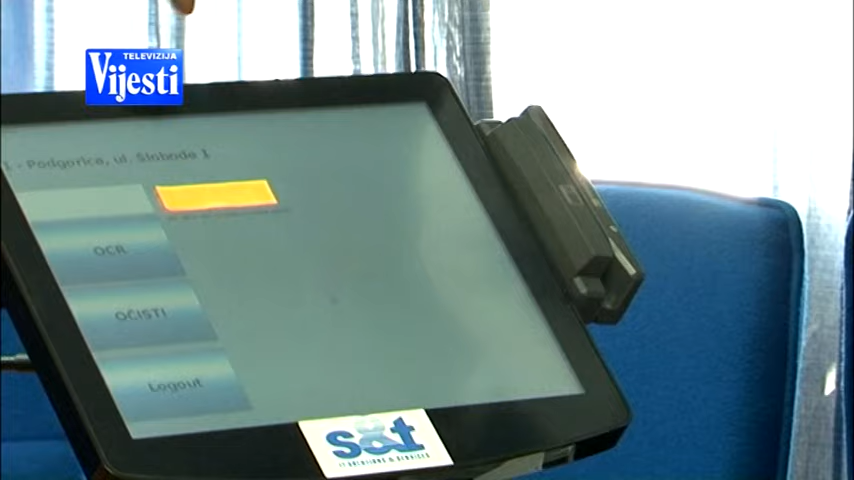 TELEVIZIJA
Vijesti
1 - Podgorica, ul. Slobode 1
OCR
OČISTI
Logout
s&t
IT SOLUTIONS & SERVICES